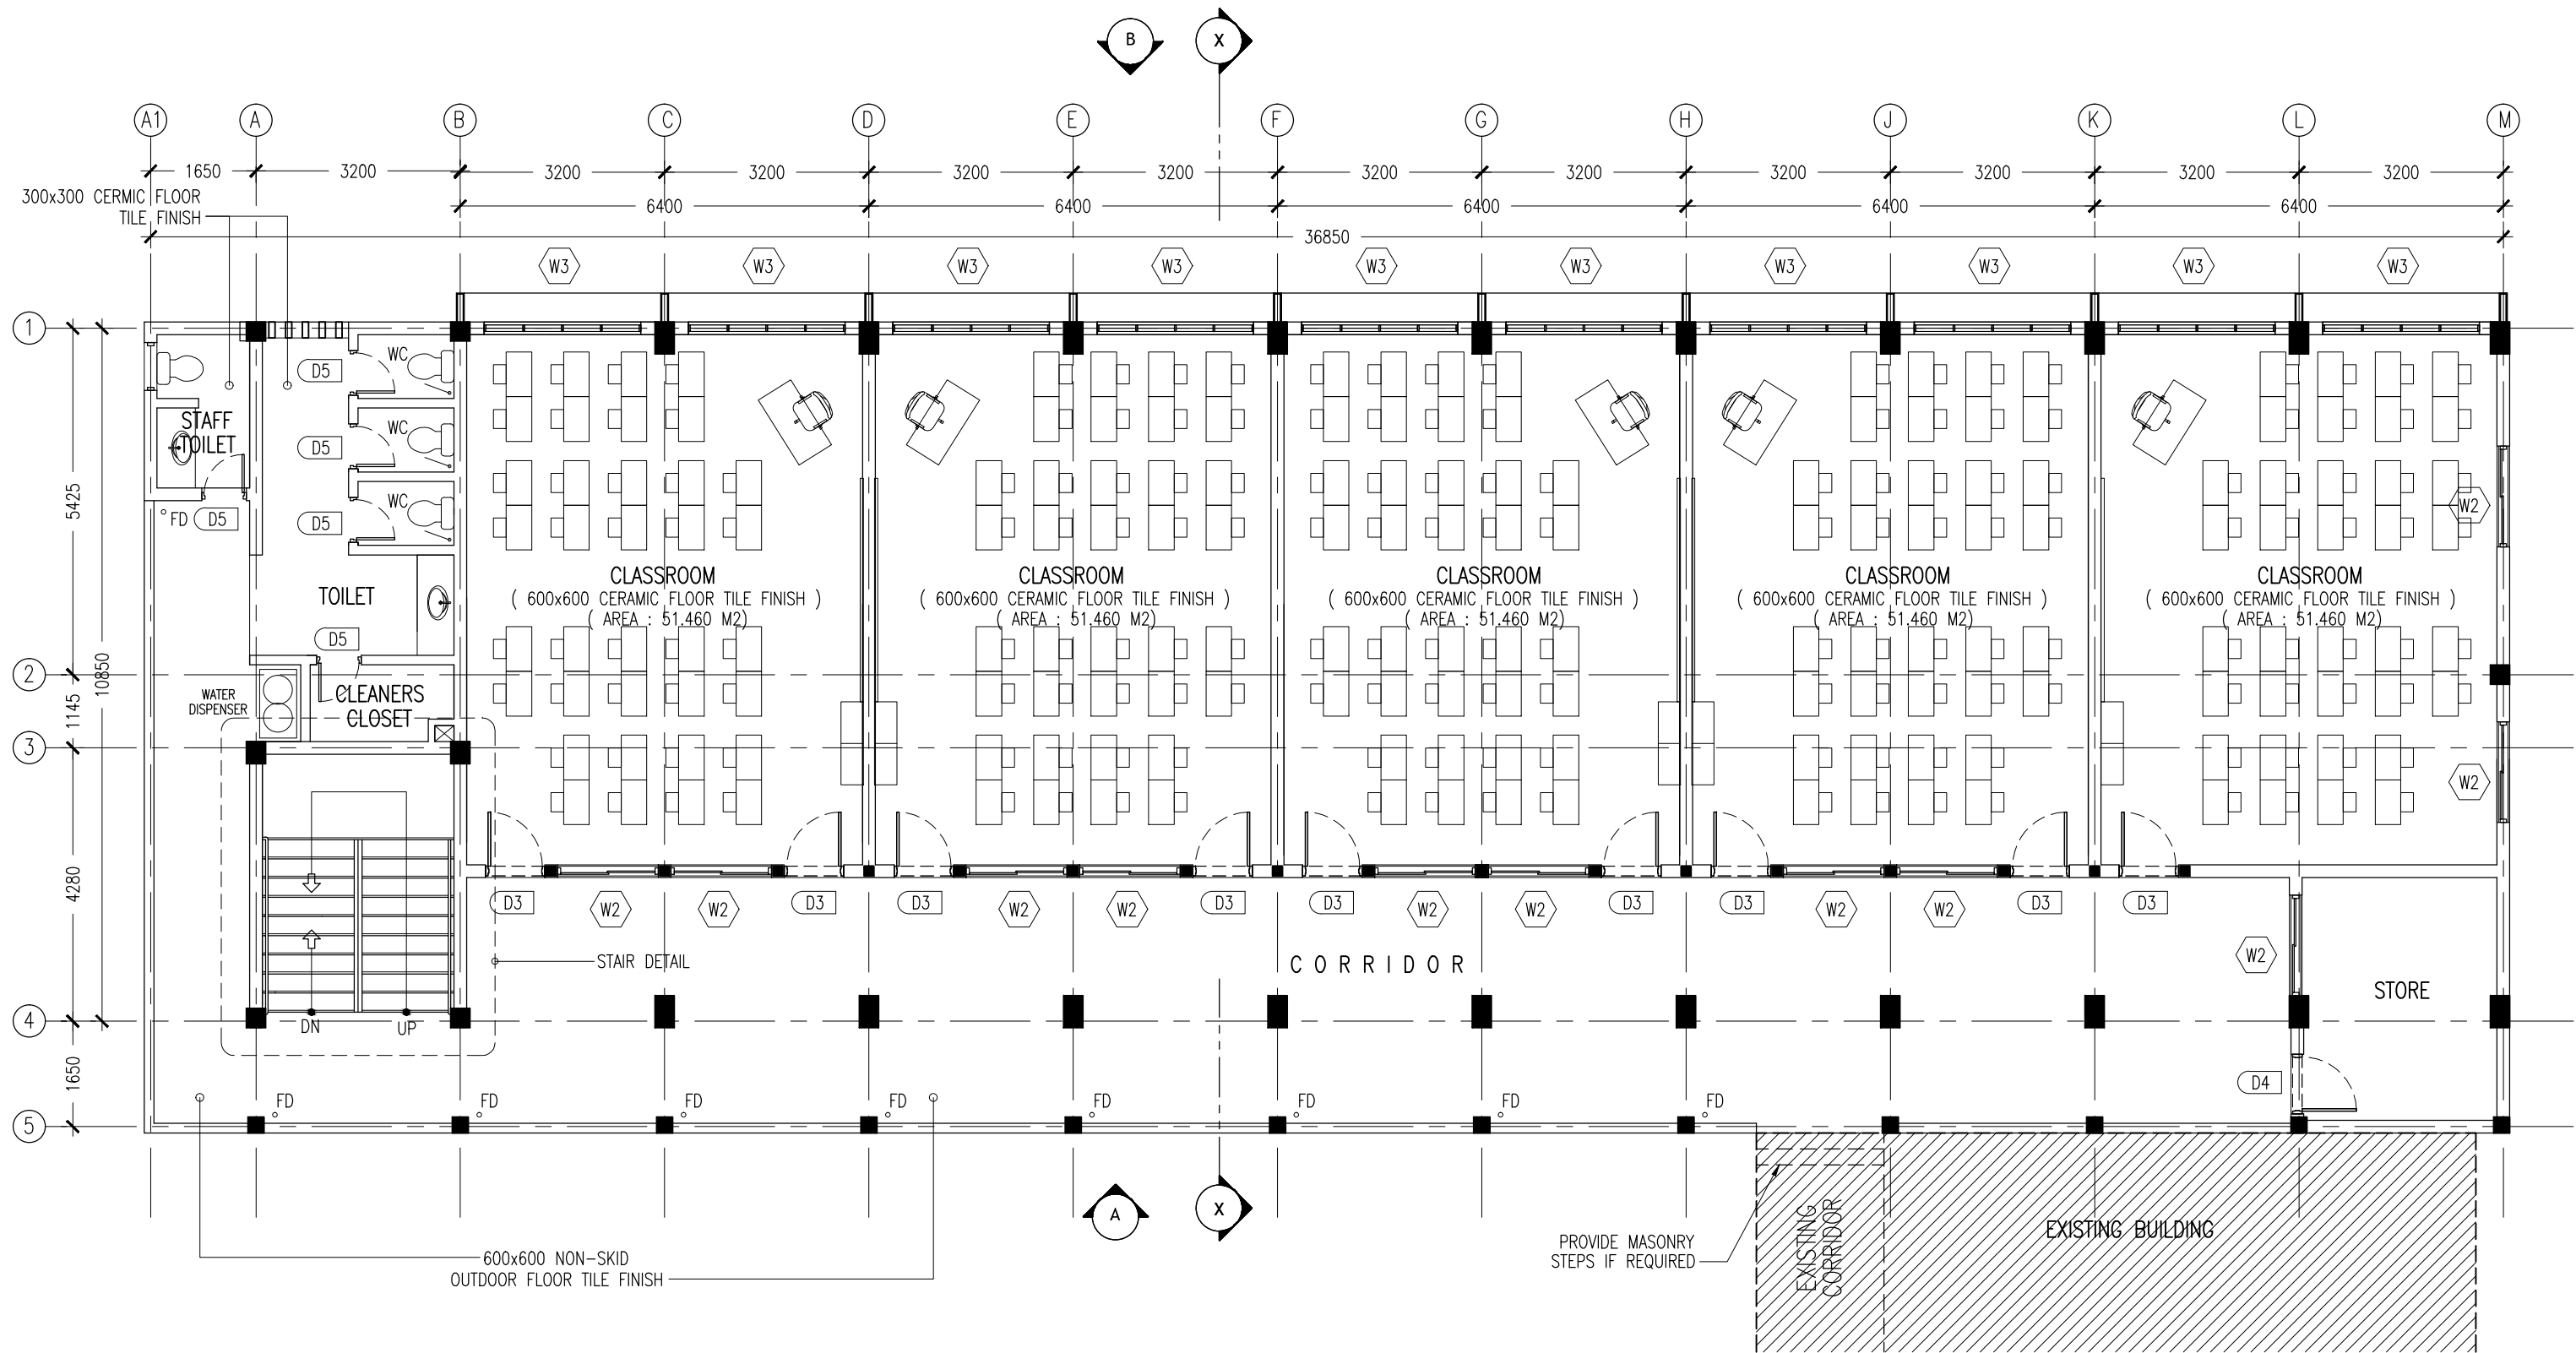 B X
A1 A B C D E F G H J K L M
1650 3200 3200 3200 3200 3200 3200 3200 3200 3200 3200 3200
300x300 CERMIC FLOOR
TILE FINISH
6400 6400 6400 6400 6400
36850
W3 W3 W3 W3 W3 W3 W3 W3 W3 W3
1
WC
D5
STAFF
TOILET
WC
D5
5425
WC
W2
FD D5
D5
CLASSROOM CLASSROOM CLASSROOM CLASSROOM CLASSROOM
TOILET
( 600x600 CERAMIC FLOOR TILE FINISH ) ( 600x600 CERAMIC FLOOR TILE FINISH ) ( 600x600 CERAMIC FLOOR TILE FINISH ) ( 600x600 CERAMIC FLOOR TILE FINISH ) ( 600x600 CERAMIC FLOOR TILE FINISH )
( AREA : 51.460 M2) ( AREA : 51.460 M2) ( AREA : 51.460 M2) ( AREA : 51.460 M2) ( AREA : 51.460 M2)
D5
2
10850
1145
WATER
DISPENSER
CLEANERS
CLOSET
3
W2
4280
D3 D3 D3 D3 D3 D3 D3 D3 D3
W2 W2 W2 W2 W2 W2 W2 W2
W2
STAIR DETAIL
CORRIDOR
STORE
4
DN UP
1650
D4
FD FD FD FD FD FD FD FD
5
A X
EXISTING
CORRIDOR
EXISTING BUILDING
PROVIDE MASONRY
STEPS IF REQUIRED
600x600 NON-SKID
OUTDOOR FLOOR TILE FINISH